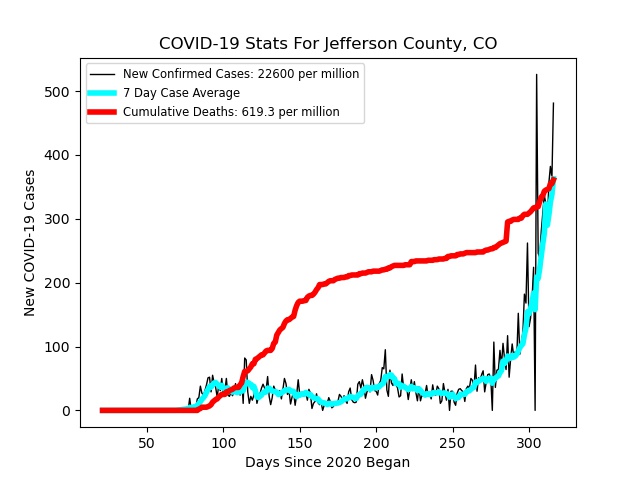 COVID-19 Stats For Jefferson County, CO
New Confirmed Cases: 22600 per million
7 Day Case Average
Cumulative Deaths: 619.3 per million
New COVID-19 Cases
500
400
300
200
100
0
50 100 150 200 250 300
Days Since 2020 Began